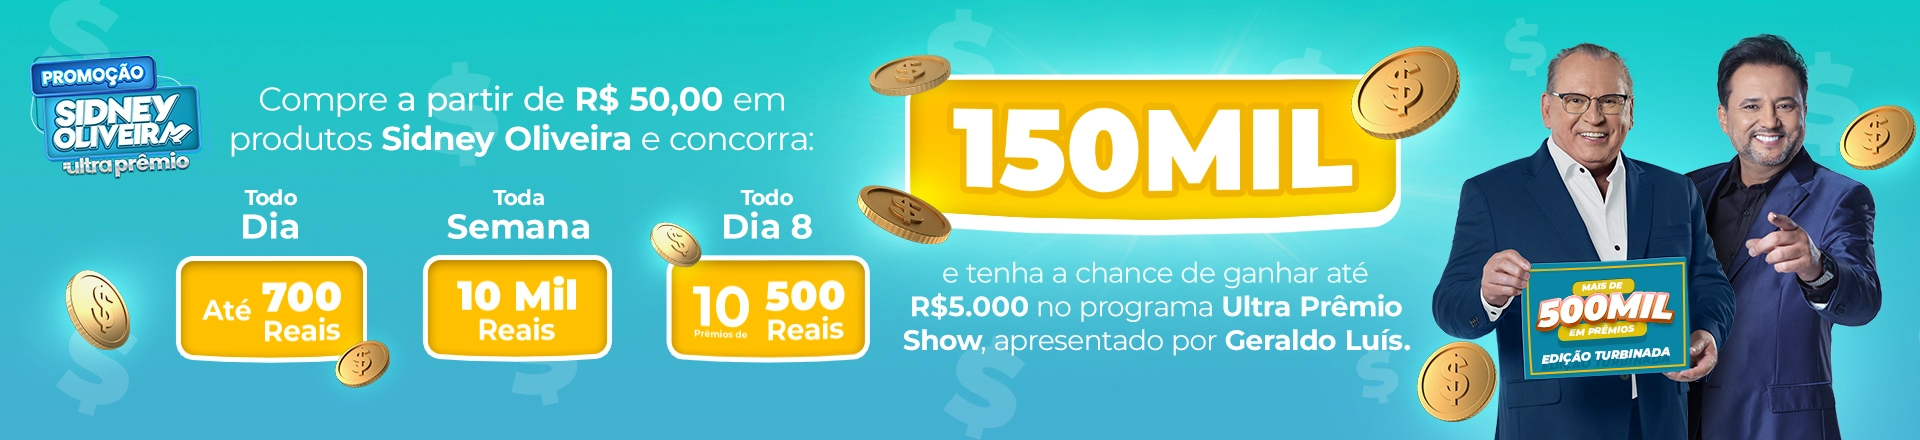 PROMOÇÃO
SIDNEY
OLIVEIRA
ultraprêmio
Compre a partir de R$ 50,00 em
produtos Sidney Oliveira e concorra:
Todo
Dia
Até 700
Reais
Toda
Semana
10 Mil
Reais
Todo
Dia 8
10
Prêmios de
500
Reais
150MIL
e tenha a chance de ganhar até
R$5.000 no programa Ultra Prêmio
Show, apresentado por Geraldo Luís.
MAIS DE
500MIL
EM PRÊMIOS
EDIÇÃO TURBINADA